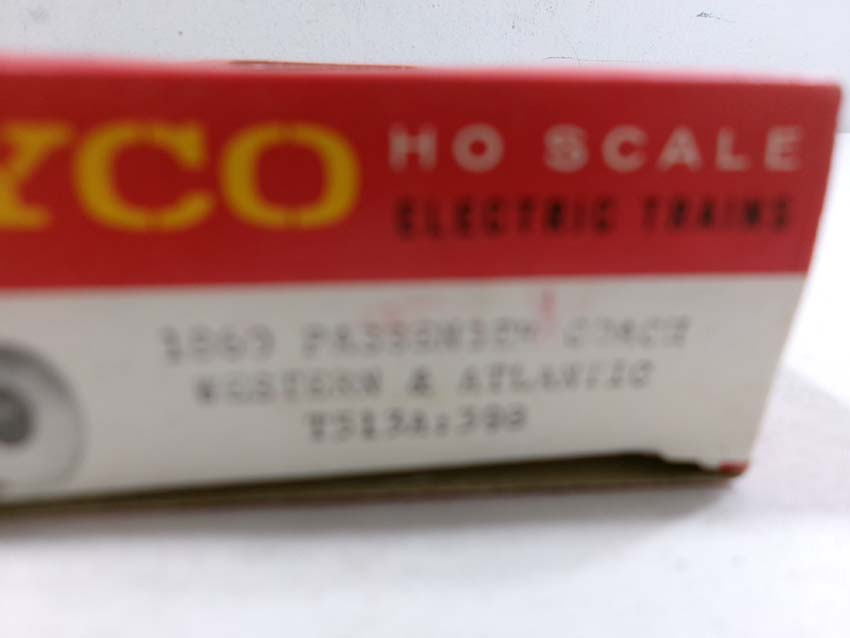 YCO
HO SCALE
ELECTRIC TRAINS
PASSENGER COACH
WESTERN & ATLANTIC